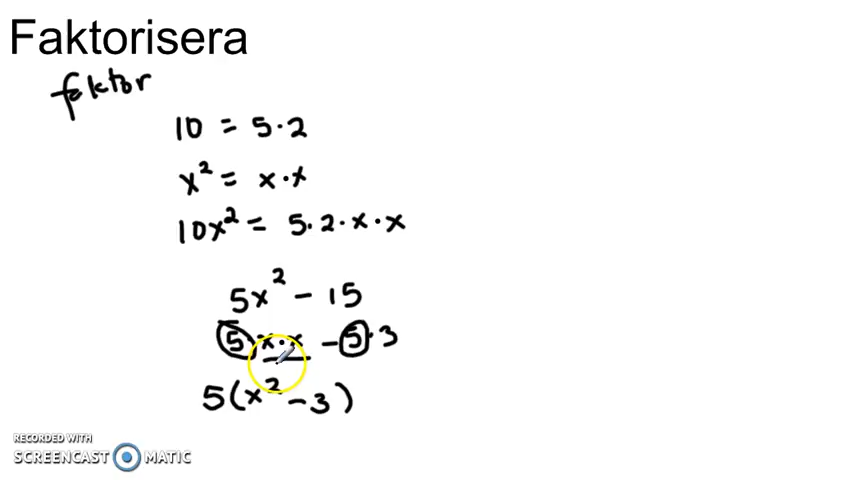 Faktorisera
faktor
10 = 5·2
x² = x·x
10x² = 5·2·x·x
5x² - 15
5·x·x - 5·3
5(x² - 3)
RECORDED WITH
SCREENCAST MATIC